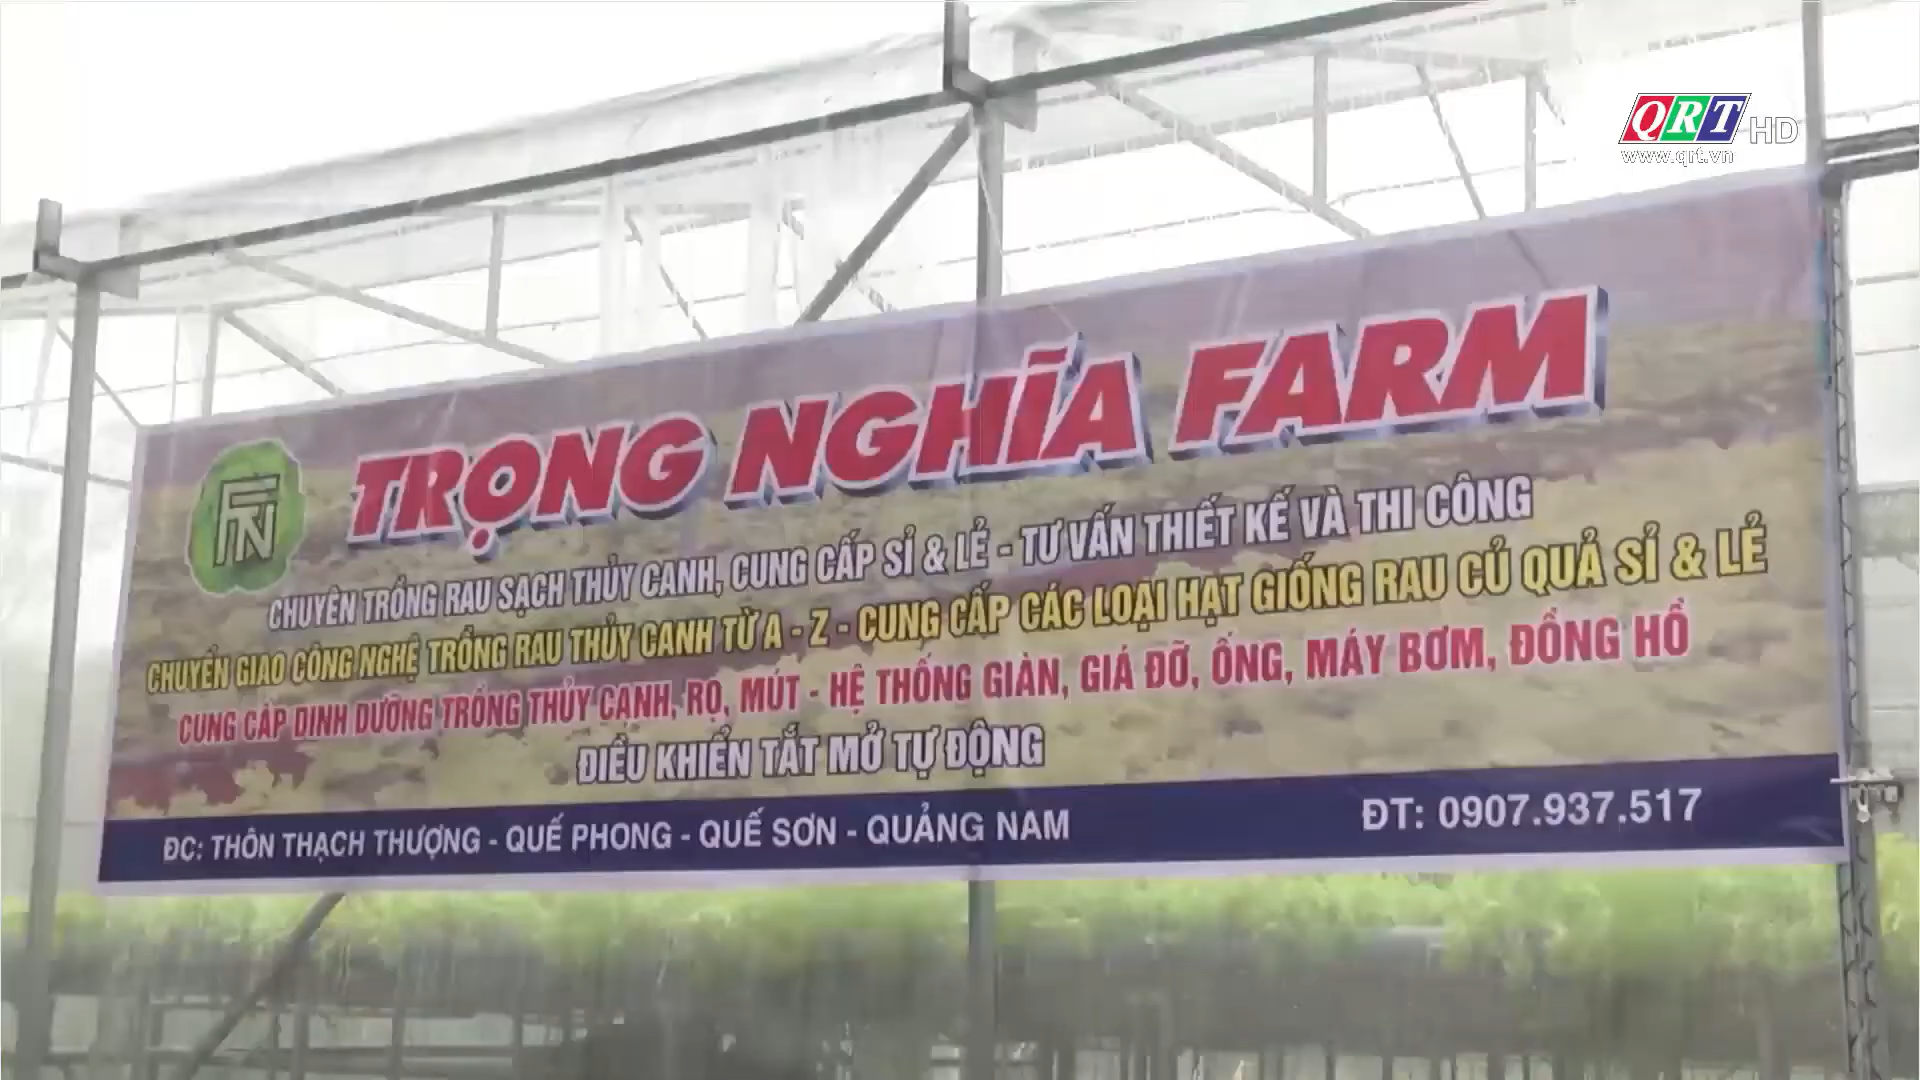 QRT HD
www.qrt.vn
TRỌNG NGHĨA FARM
FTN
CHUYÊN TRỒNG RAU SẠCH THỦY CANH, CUNG CẤP SỈ & LẺ - TƯ VẤN THIẾT KẾ VÀ THI CÔNG
CHUYỂN GIAO CÔNG NGHỆ TRỒNG RAU THỦY CANH TỪ A - Z - CUNG CẤP CÁC LOẠI HẠT GIỐNG RAU CỦ QUẢ SỈ & LẺ
CUNG CẤP DINH DƯỠNG TRỒNG THỦY CANH, RỌ, MÚT - HỆ THỐNG GIÀN, GIÁ ĐỠ, ỐNG, MÁY BƠM, ĐỒNG HỒ
ĐIỀU KHIỂN TẮT MỞ TỰ ĐỘNG
ĐC: THÔN THẠCH THƯỢNG - QUẾ PHONG - QUẾ SƠN - QUẢNG NAM
ĐT: 0907.937.517